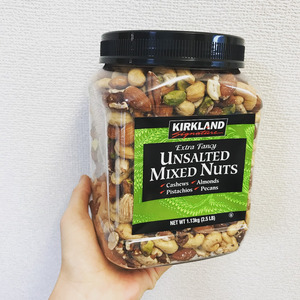 KIRKLAND
Signature
Extra Fancy
UNSALTED
MIXED NUTS
✓Cashews ✓Almonds
✓Pistachios ✓Pecans
NET WT 1.13kg (2.5 LB)